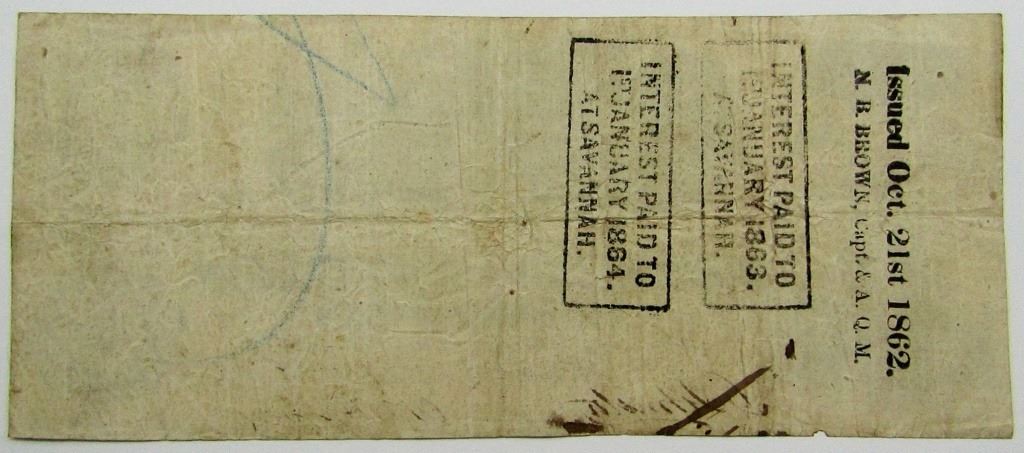 Issued Oct. 21st 1862.
N. B. BROWN, Capt. & A. Q. M.
INTEREST PAID TO
1ST JANUARY 1863.
AT SAVANNAH.
INTEREST PAID TO
1ST JANUARY 1864.
AT SAVANNAH.